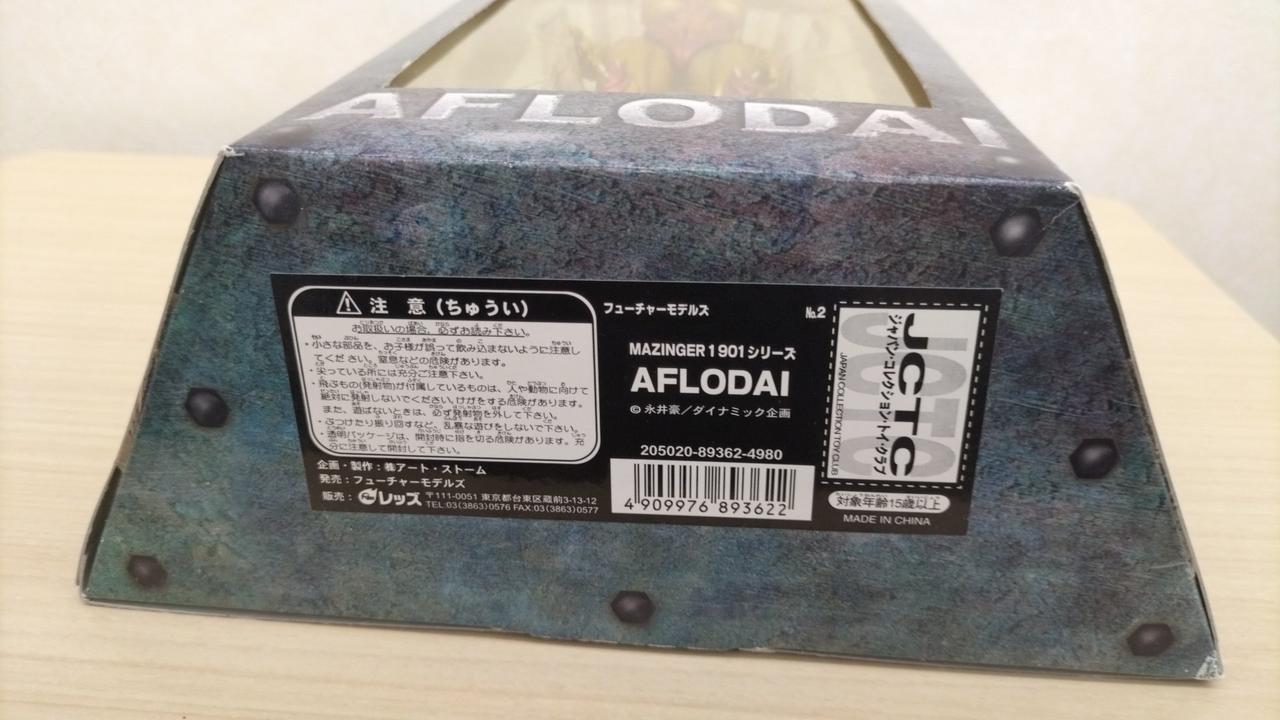 AFLODAI
注 意 (ちゅうい)
お取扱いの場合、必ずお読み下さい。
・小さな部品を、お子様が誤って飲み込まないように注意し
てください。窒息などの危険があります。
・尖っている所には充分ご注意下さい。
・飛ぶもの(発射物)が付属しているものは、人や動物に向けて
絶対に発射しないでください。けがをする危険があります。
また、遊ばないときは、必ず発射物を外して下さい。
・ぶつけたり振り回すなど、乱暴な遊びをしないで下さい。
・透明パッケージは、開封時に指を切る危険があります。充
分に注意して開封して下さい。
企画・製作:㈱アート・ストーム
発売:フューチャーモデルズ
販売: レッズ 〒111-0051 東京都台東区蔵前3-13-12
TEL:03(3863)0576 FAX:03(3863)0577
フューチャーモデルズ
№2
MAZINGER 1901シリーズ
AFLODAI
© 永井豪/ダイナミック企画
205020-89362-4980
4 909976 893622
JCTC
JCTC
ジャパン・コレクション・トイ・クラブ
JAPAN COLLECTION TOY CLUB
対象年齢15歳以上
MADE IN CHINA